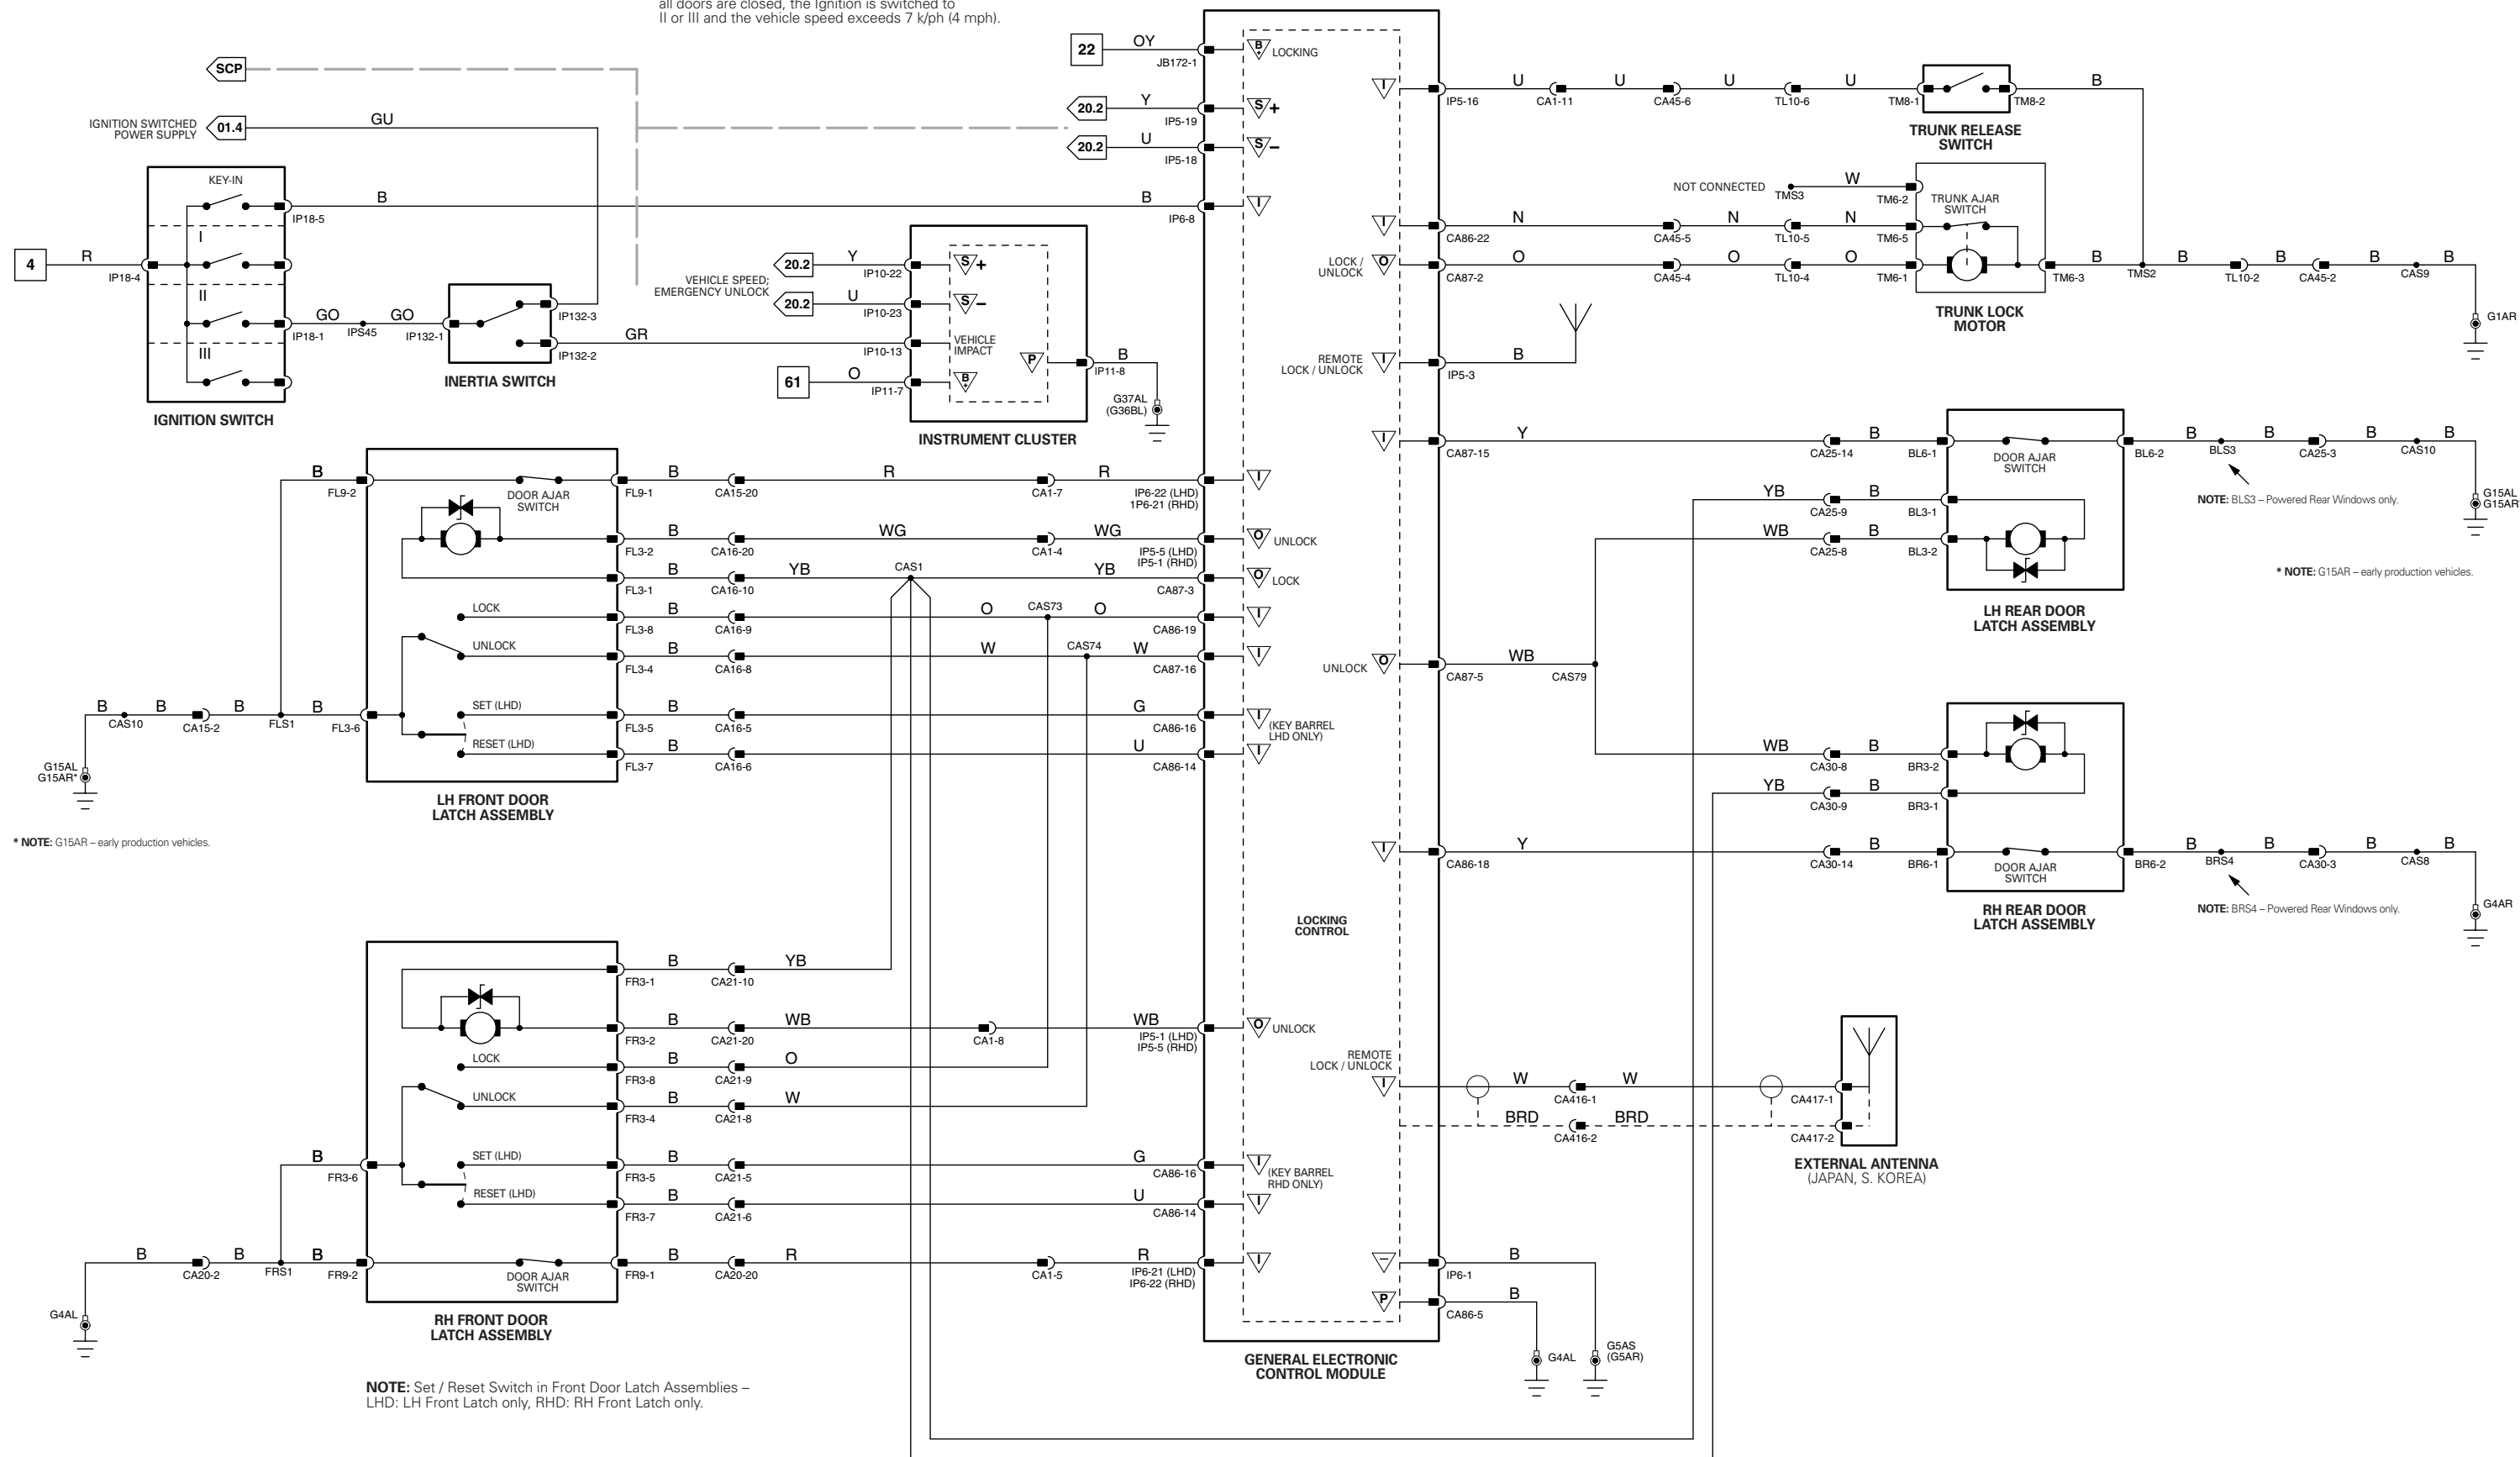 all doors are closed, the Ignition is switched to
II or III and the vehicle speed exceeds 7 k/ph (4 mph).
SCP
IGNITION SWITCHED
POWER SUPPLY
01.4
GU
KEY-IN
I
II
III
4
R
IP18-4
IP18-5
B
B
IP6-8
IP18-1
GO
IPS45
GO
IP132-1
IP132-3
IP132-2
GR
IP10-13
IGNITION SWITCH
INERTIA SWITCH
VEHICLE SPEED;
EMERGENCY UNLOCK
20.2
Y
IP10-22
S +
20.2
U
IP10-23
S –
VEHICLE
IMPACT
61
O
IP11-7
B+
P
IP11-8
B
G37AL
(G36BL)
INSTRUMENT CLUSTER
22
OY
JB172-1
B+
LOCKING
20.2
Y
IP5-19
S +
20.2
U
IP5-18
S –
I
B
FL9-2
DOOR AJAR
SWITCH
FL9-1
B
CA15-20
R
CA1-7
R
IP6-22 (LHD)
1P6-21 (RHD)
I
FL3-2
B
CA16-20
WG
CA1-4
WG
IP5-5 (LHD)
IP5-1 (RHD)
O
UNLOCK
FL3-1
B
CA16-10
YB
CAS1
YB
CA87-3
O
LOCK
LOCK
FL3-8
B
CA16-9
O
CAS73
O
CA86-19
I
UNLOCK
FL3-4
B
CA16-8
W
CAS74
W
CA87-16
I
B
CAS10
B
CA15-2
B
FLS1
B
FL3-6
SET (LHD)
FL3-5
B
CA16-5
G
CA86-16
I
(KEY BARREL
LHD ONLY)
RESET (LHD)
FL3-7
B
CA16-6
U
CA86-14
I
G15AL
G15AR*
LH FRONT DOOR
LATCH ASSEMBLY
* NOTE: G15AR – early production vehicles.
FR3-1
B
CA21-10
YB
FR3-2
B
CA21-20
WB
CA1-8
WB
IP5-1 (LHD)
IP5-5 (RHD)
O
UNLOCK
LOCK
FR3-8
B
CA21-9
O
UNLOCK
FR3-4
B
CA21-8
W
B
FR3-6
SET (LHD)
FR3-5
B
CA21-5
G
CA86-16
I
(KEY BARREL
RHD ONLY)
RESET (LHD)
FR3-7
B
CA21-6
U
CA86-14
I
B
CA20-2
B
FRS1
B
FR9-2
DOOR AJAR
SWITCH
FR9-1
B
CA20-20
R
CA1-5
R
IP6-21 (LHD)
IP6-22 (RHD)
I
G4AL
RH FRONT DOOR
LATCH ASSEMBLY
NOTE: Set / Reset Switch in Front Door Latch Assemblies –
LHD: LH Front Latch only, RHD: RH Front Latch only.
LOCKING
CONTROL
GENERAL ELECTRONIC
CONTROL MODULE
I
IP5-16
U
CA1-11
U
CA45-6
U
TL10-6
U
TM8-1
TM8-2
B
TRUNK RELEASE
SWITCH
NOT CONNECTED
TMS3
W
TM6-2
TRUNK AJAR
SWITCH
I
CA86-22
N
CA45-5
N
TL10-5
N
TM6-5
LOCK /
UNLOCK
O
CA87-2
O
CA45-4
O
TL10-4
O
TM6-1
TM6-3
B
TMS2
B
TL10-2
B
CA45-2
B
CAS9
B
G1AR
TRUNK LOCK
MOTOR
REMOTE
LOCK / UNLOCK
I
IP5-3
B
I
CA87-15
Y
CA25-14
B
BL6-1
DOOR AJAR
SWITCH
BL6-2
B
BLS3
B
CA25-3
B
CAS10
B
NOTE: BLS3 – Powered Rear Windows only.
G15AL
G15AR*
YB
CA25-9
B
BL3-1
WB
CA25-8
B
BL3-2
* NOTE: G15AR – early production vehicles.
LH REAR DOOR
LATCH ASSEMBLY
UNLOCK
O
CA87-5
WB
CAS79
WB
CA30-8
B
BR3-2
YB
CA30-9
B
BR3-1
I
CA86-18
Y
CA30-14
B
BR6-1
DOOR AJAR
SWITCH
BR6-2
B
BRS4
B
CA30-3
B
CAS8
B
NOTE: BRS4 – Powered Rear Windows only.
G4AR
RH REAR DOOR
LATCH ASSEMBLY
REMOTE
LOCK / UNLOCK
I
W
CA416-1
W
CA417-1
BRD
CA416-2
BRD
CA417-2
EXTERNAL ANTENNA
(JAPAN, S. KOREA)
–
IP6-1
B
P
CA86-5
B
G4AL
G5AS
(G5AR)